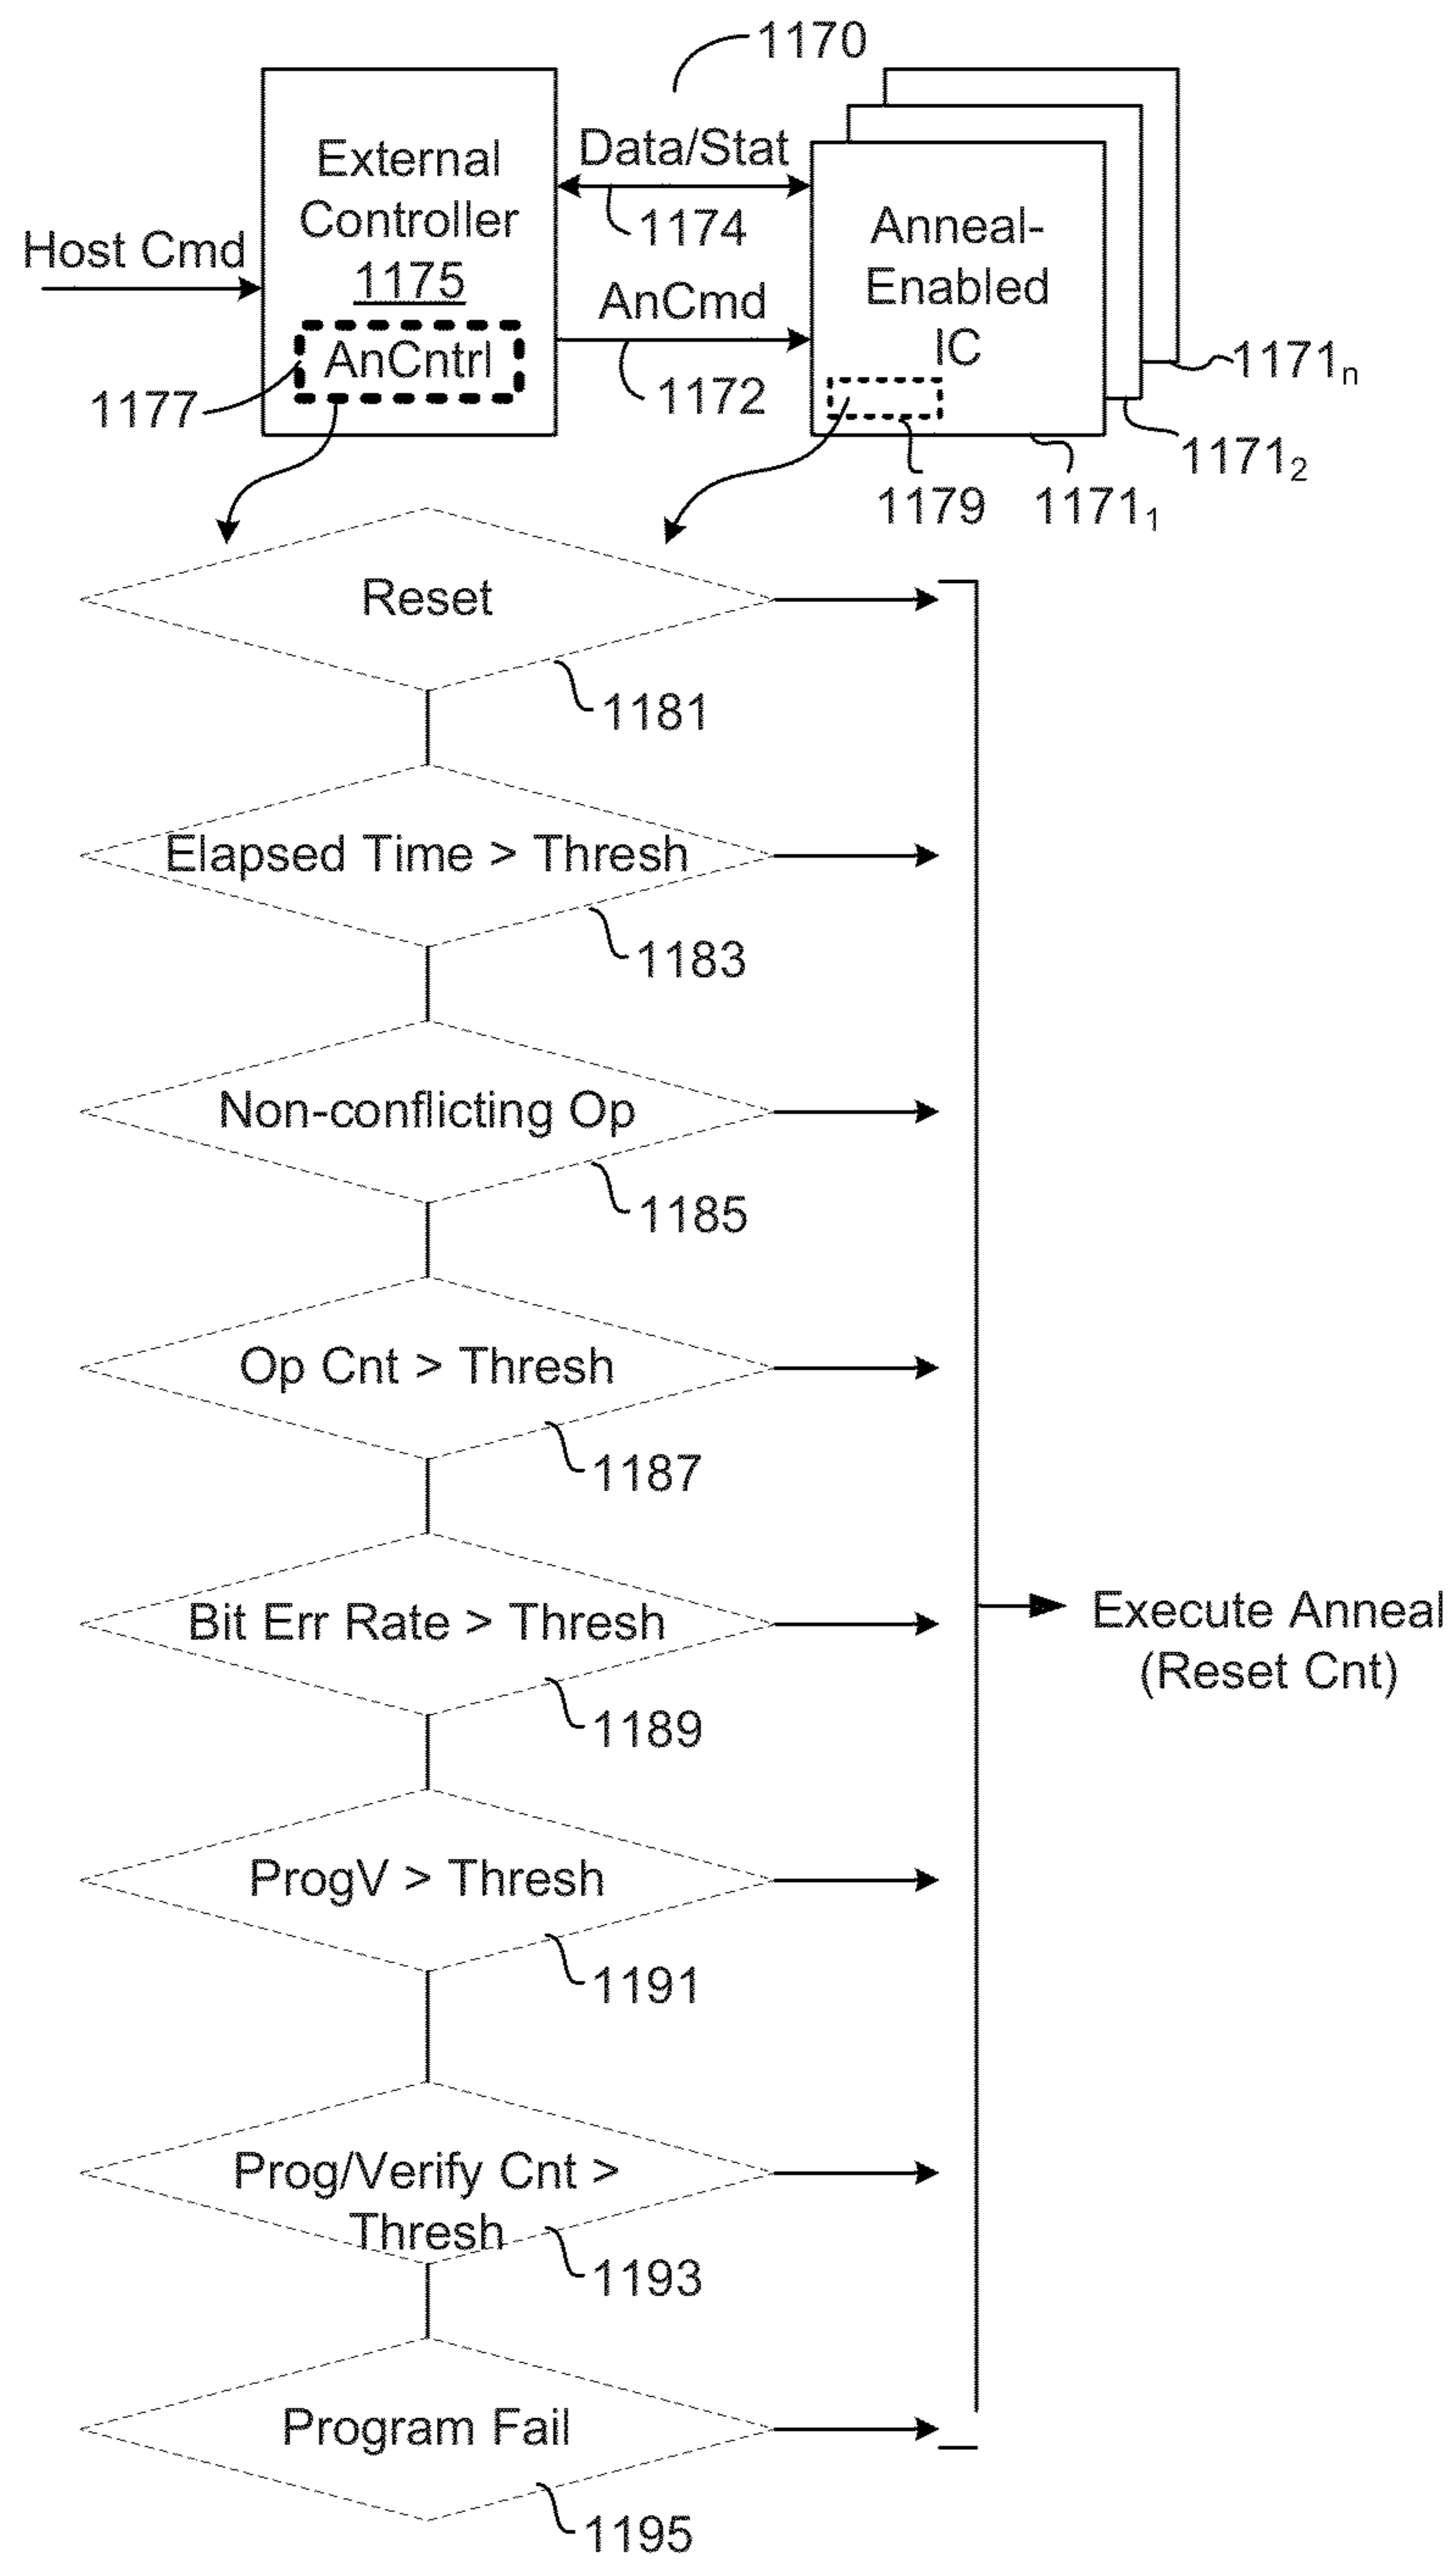 1170
External
Controller
1175
AnCntrl
Host Cmd
1177
Data/Stat
1174
AnCmd
1172
Anneal-
Enabled
IC
1179
1171₁
1171₂
1171ₙ
Reset
1181
Elapsed Time > Thresh
1183
Non-conflicting Op
1185
Op Cnt > Thresh
1187
Bit Err Rate > Thresh
1189
Execute Anneal
(Reset Cnt)
ProgV > Thresh
1191
Prog/Verify Cnt >
Thresh
1193
Program Fail
1195